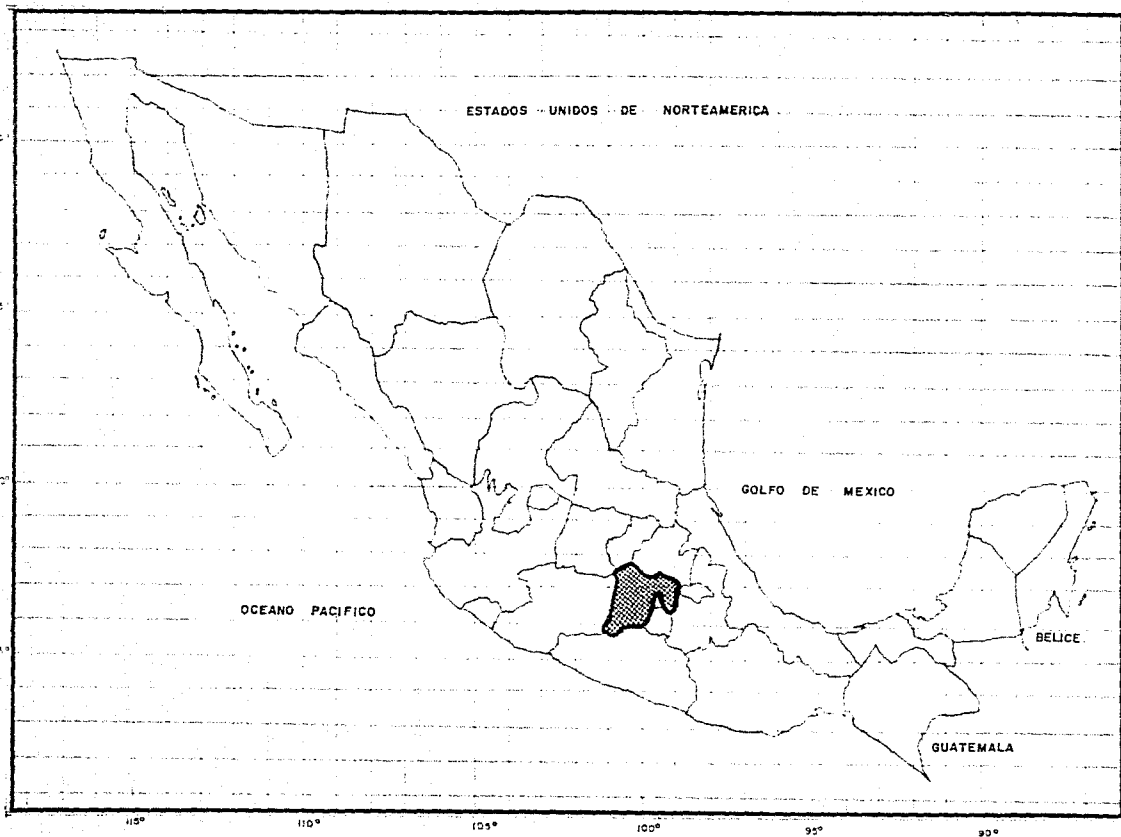 ESTADOS UNIDOS DE NORTEAMERICA
GOLFO DE MEXICO
OCEANO PACIFICO
BELICE
GUATEMALA
115° 110° 105° 100° 95° 90°